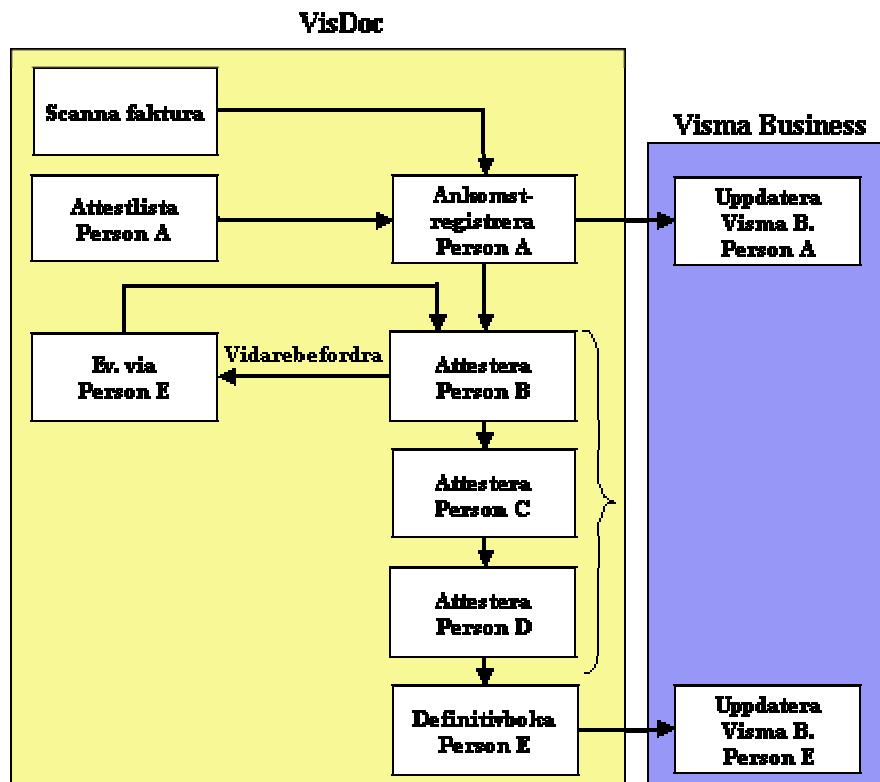 VisDoc
Scanna faktura
Visma Business
Attestlista
Person A
Ankomst-
registrera
Person A
Uppdatera
Visma B.
Person A
Ev. via
Person E
Vidarebefordra
Attestera
Person B
Attestera
Person C
Attestera
Person D
Definitivboka
Person E
Uppdatera
Visma B.
Person E